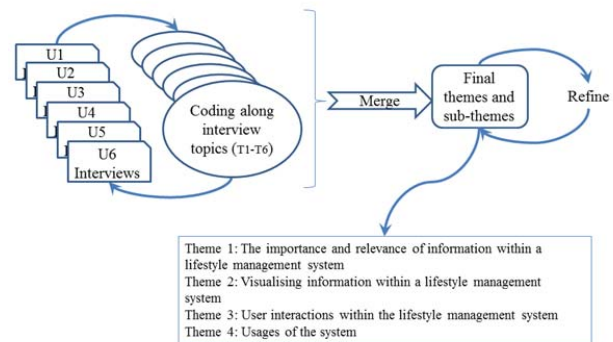 U1
U2
U3
U4
U5
U6
Interviews
Coding along
interview
topics (T1-T6)
Merge
Final
themes and
sub-themes
Refine
Theme 1: The importance and relevance of information within a
lifestyle management system
Theme 2: Visualising information within a lifestyle management
system
Theme 3: User interactions within the lifestyle management system
Theme 4: Usages of the system